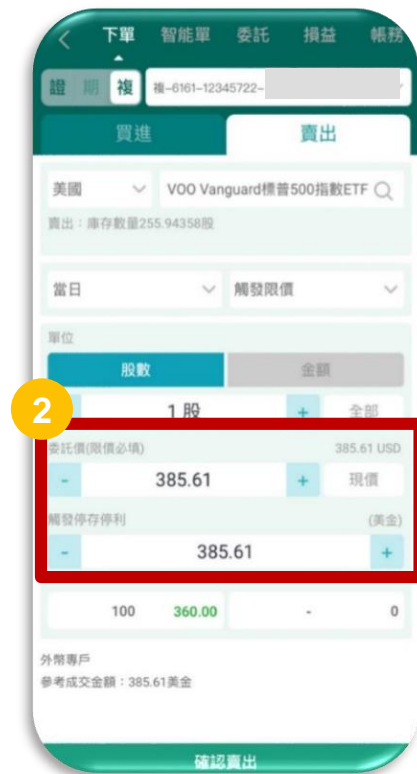 下單 智能單 委託 損益 帳務
證 期 複 複-6161-12345722-
買進 賣出
美國 VOO Vanguard標普500指數ETF
賣出：庫存數量255.94358股
當日 觸發限價
單位
股數 金額
2
1 股 + 全部
委託價(限價必填) 385.61 USD
- 385.61 + 現價
觸發停存停利 (美金)
- 385.61 +
100 360.00 - 0
外幣專戶
參考成交金額：385.61美金
確認賣出